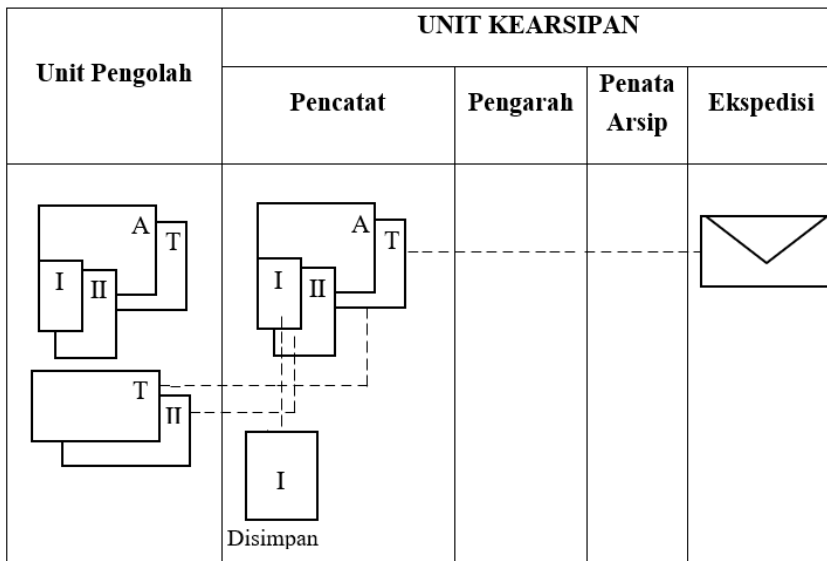 UNIT KEARSIPAN
Unit Pengolah
Pencatat
Pengarah
Penata
Arsip
Ekspedisi
A
T
I
II
A
T
I
II
T
II
I
Disimpan